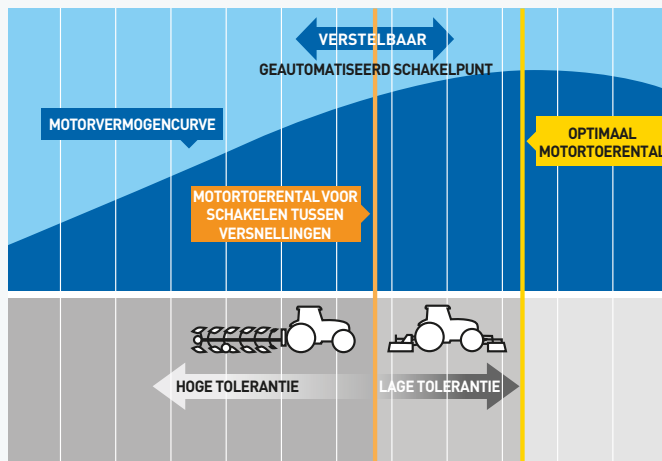 VERSTELBAAR
GEAUTOMATISEERD SCHAKELPUNT
MOTORVERMOGENCURVE
OPTIMAAL
MOTORTOERENTAL
MOTORTOERENTAL VOOR
SCHAKELEN TUSSEN
VERSNELLINGEN
HOGE TOLERANTIE
LAGE TOLERANTIE